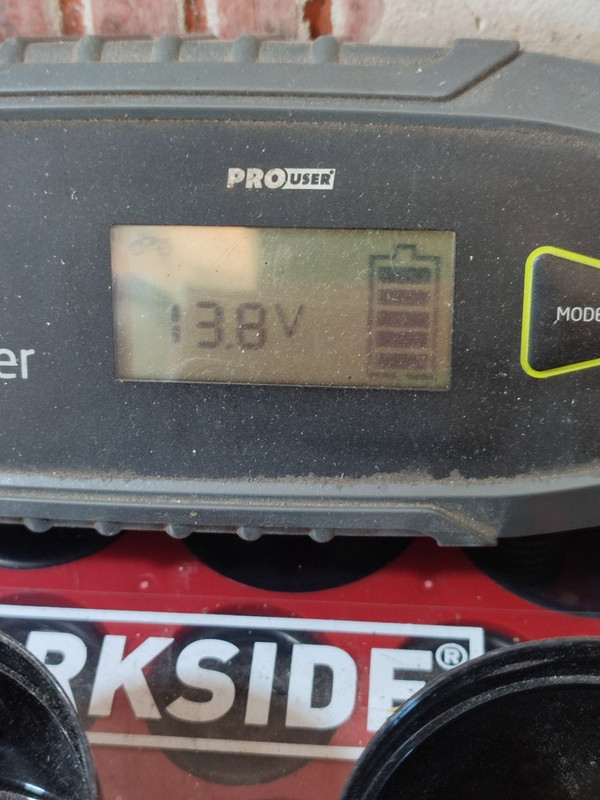 PROUSER®
13.8V
er
MODE
RKSIDE®